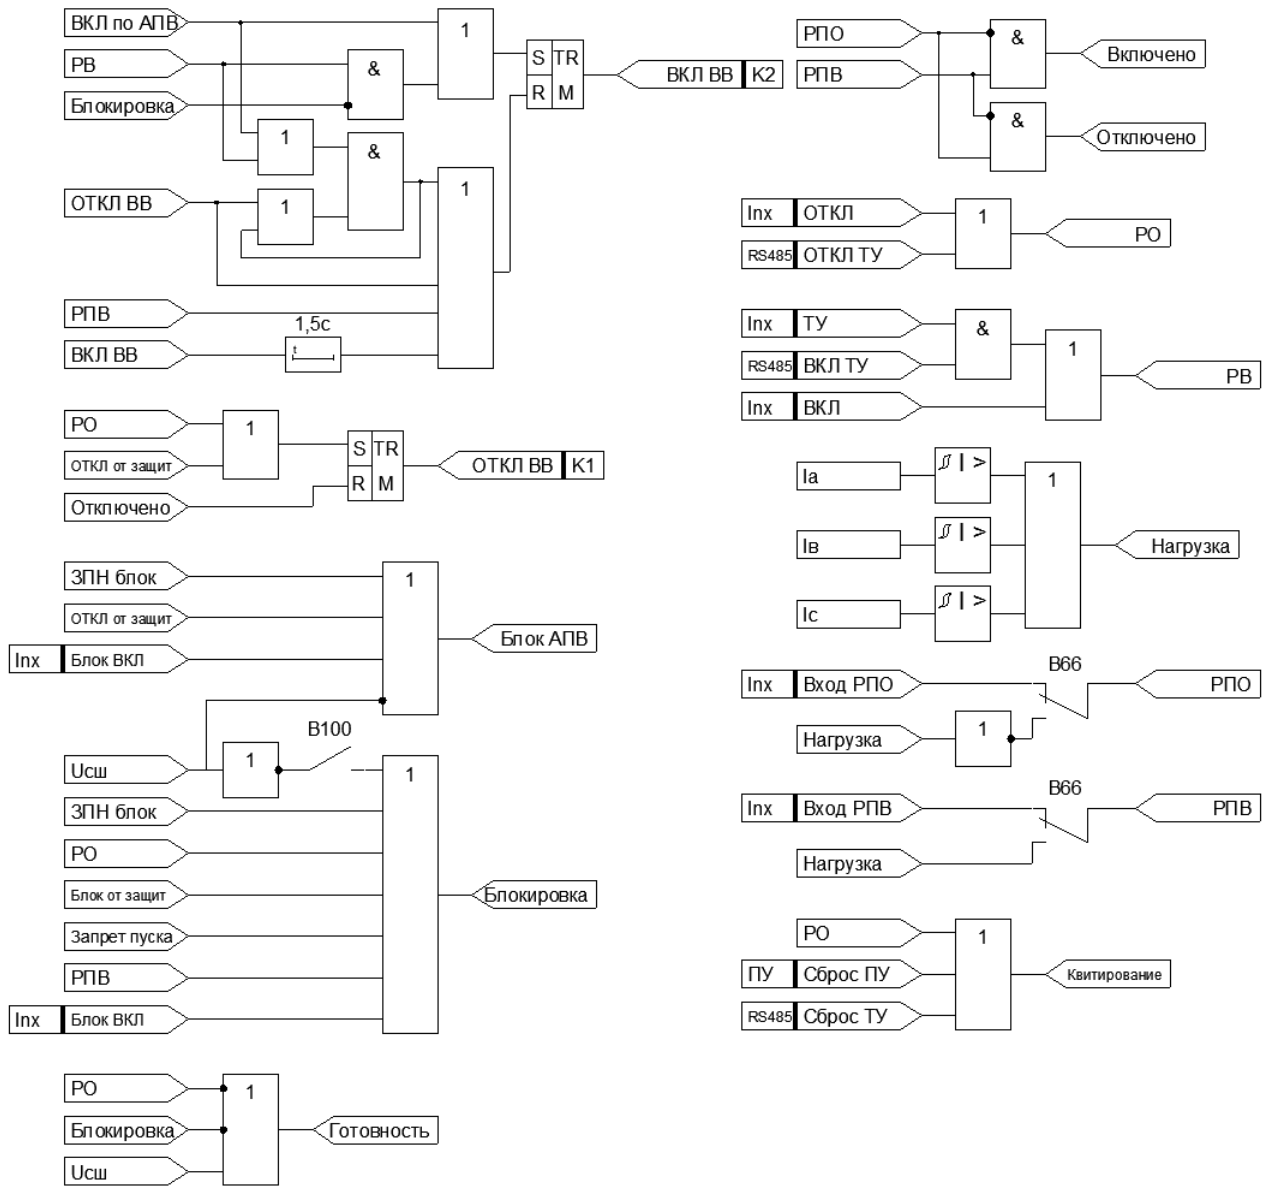 ВКЛ по АПВ
1
РВ
&
S TR
Блокировка
R M
ВКЛ ВВ K2
1
&
ОТКЛ ВВ
1
1
РПВ
1,5с
ВКЛ ВВ
t
РО
1
ОТКЛ от защит
S TR
R M
ОТКЛ ВВ K1
Отключено
ЗПН блок
1
ОТКЛ от защит
Inx Блок ВКЛ
Блок АПВ
В100
Uсш
1
1
ЗПН блок
РО
Блок от защит
Блокировка
Запрет пуска
РПВ
Inx Блок ВКЛ
РО
1
Блокировка
Готовность
Uсш
РПО
&
РПВ
Включено
&
Отключено
Inx ОТКЛ
1
RS485 ОТКЛ ТУ
РО
Inx ТУ
&
RS485 ВКЛ ТУ
1
РВ
Inx ВКЛ
Iа
I >
1
Iв
I >
Нагрузка
Iс
I >
В66
Inx Вход РПО
РПО
Нагрузка
1
В66
Inx Вход РПВ
РПВ
Нагрузка
РО
1
ПУ Сброс ПУ
Квитирование
RS485 Сброс ТУ